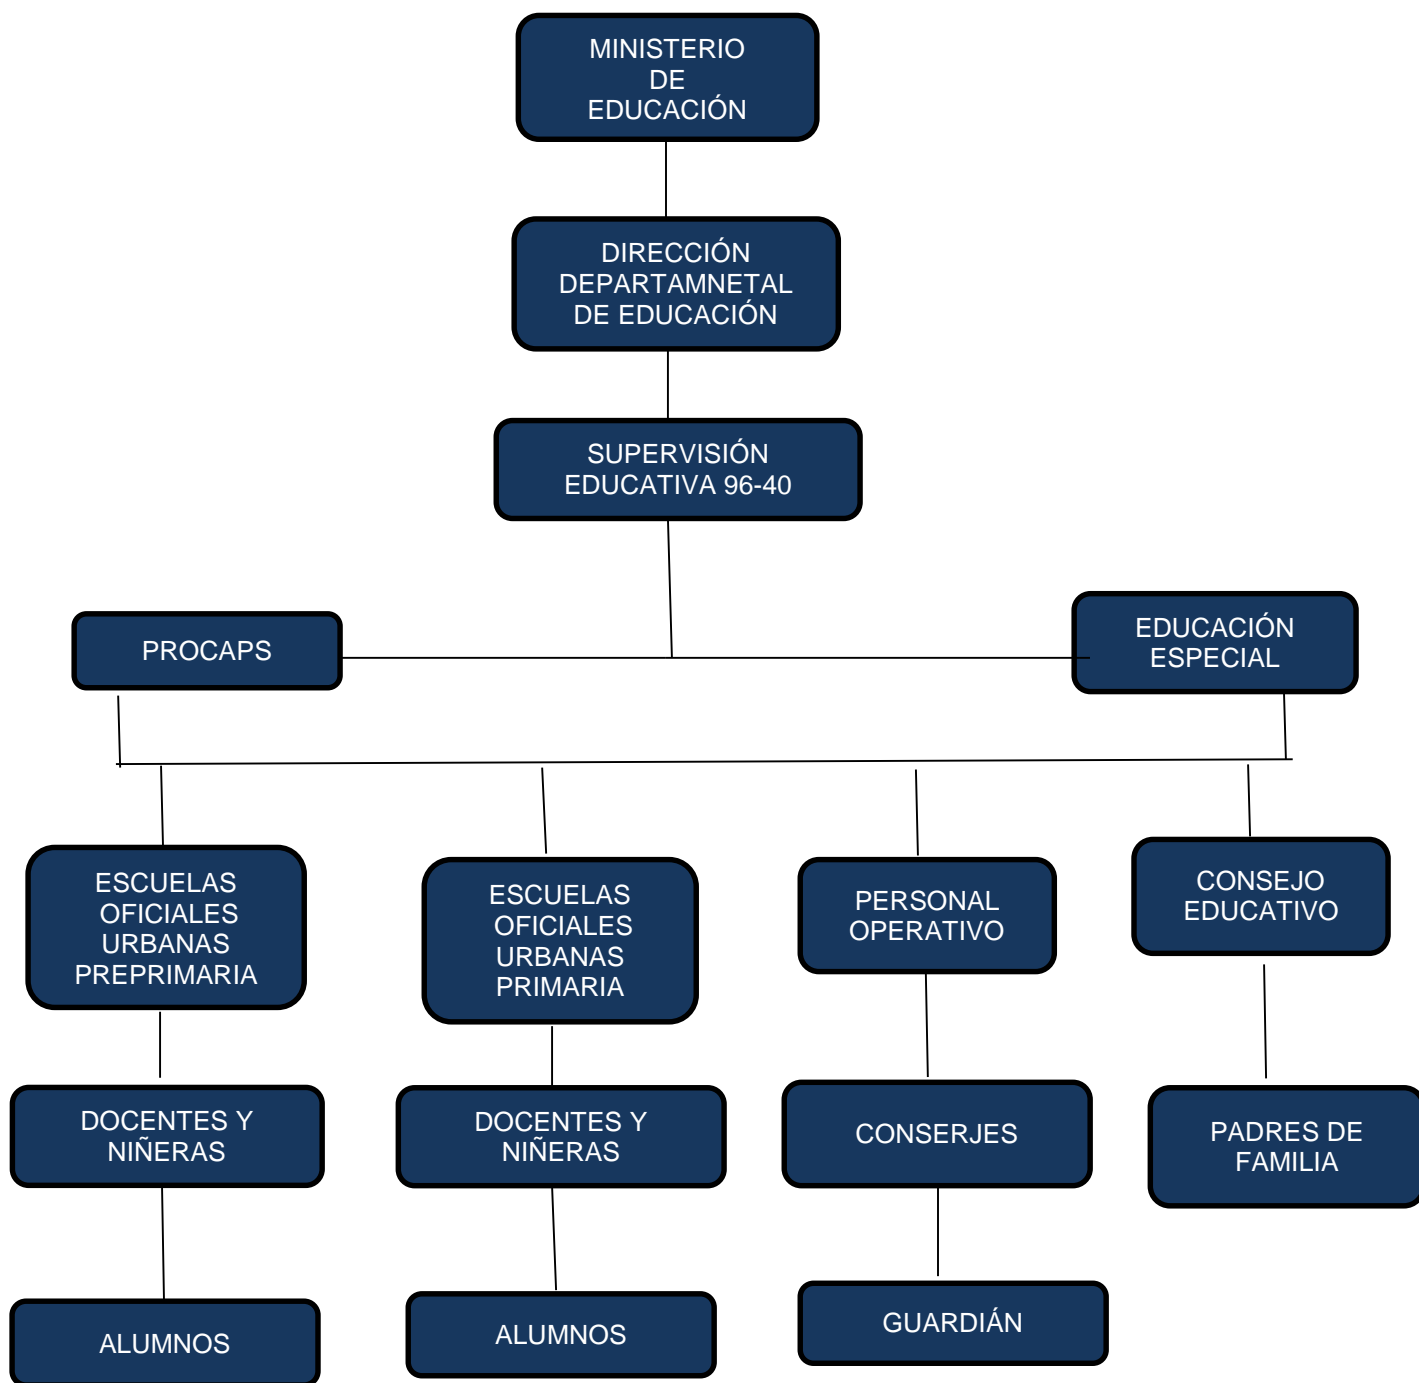 MINISTERIO
DE
EDUCACIÓN
DIRECCIÓN
DEPARTAMNETAL
DE EDUCACIÓN
SUPERVISIÓN
EDUCATIVA 96-40
PROCAPS
EDUCACIÓN
ESPECIAL
ESCUELAS
OFICIALES
URBANAS
PREPRIMARIA
ESCUELAS
OFICIALES
URBANAS
PRIMARIA
PERSONAL
OPERATIVO
CONSEJO
EDUCATIVO
DOCENTES Y
NIÑERAS
DOCENTES Y
NIÑERAS
CONSERJES
PADRES DE
FAMILIA
ALUMNOS
ALUMNOS
GUARDIÁN